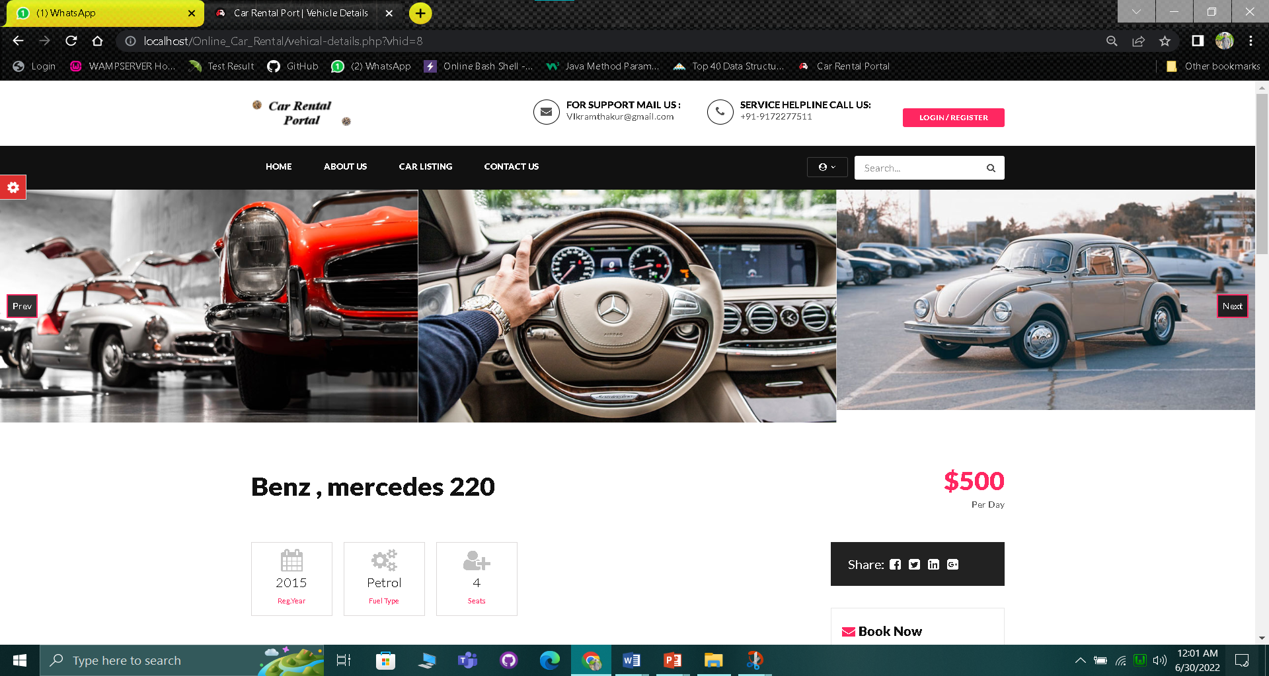 (1) WhatsApp
Car Rental Port | Vehicle Details
localhost/Online_Car_Rental/vehical-details.php?vhid=8
Login
WAMPSERVER Ho...
Test Result
GitHub
(2) WhatsApp
Online Bash Shell -...
Java Method Param...
Top 40 Data Structu...
Car Rental Portal
Other bookmarks
Car Rental
Portal
FOR SUPPORT MAIL US :
VIkramthakur@gmail.com
SERVICE HELPLINE CALL US:
+91-9172277511
LOGIN / REGISTER
HOME
ABOUT US
CAR LISTING
CONTACT US
Search...
Prev
Next
Benz , mercedes 220
$500
Per Day
2015
Reg.Year
Petrol
Fuel Type
4
Seats
Share:
Book Now
Type here to search
12:01 AM
6/30/2022